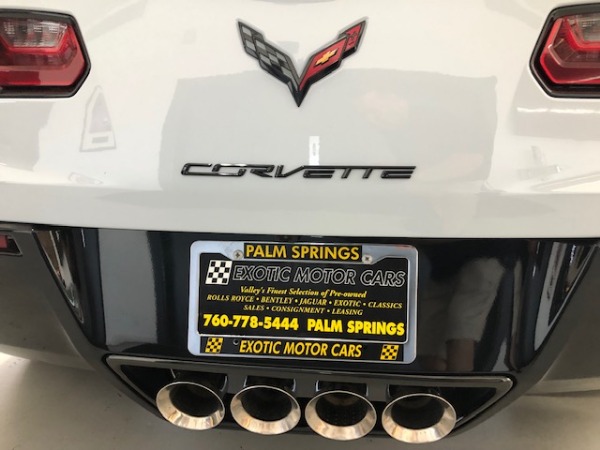 CORVETTE
PALM SPRINGS
EXOTIC MOTOR CARS
Valley's Finest Selection of Pre-owned
ROLLS ROYCE • BENTLEY • JAGUAR • EXOTIC • CLASSICS
SALES • CONSIGNMENT • LEASING
760-778-5444 PALM SPRINGS
EXOTIC MOTOR CARS